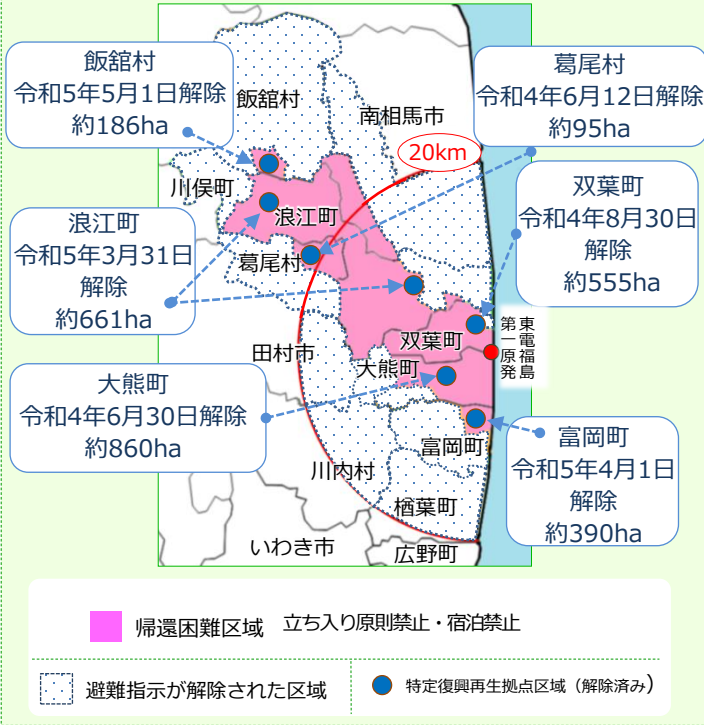 飯舘村
令和5年5月1日解除
約186ha
葛尾村
令和4年6月12日解除
約95ha
飯舘村
南相馬市
20km
川俣町
浪江町
双葉町
令和4年8月30日
解除
約555ha
浪江町
令和5年3月31日
解除
約661ha
葛尾村
東電福島
第一原発
双葉町
田村市
大熊町
大熊町
令和4年6月30日解除
約860ha
富岡町
富岡町
令和5年4月1日
解除
約390ha
川内村
楢葉町
いわき市
広野町
帰還困難区域 立ち入り原則禁止・宿泊禁止
避難指示が解除された区域
特定復興再生拠点区域（解除済み）